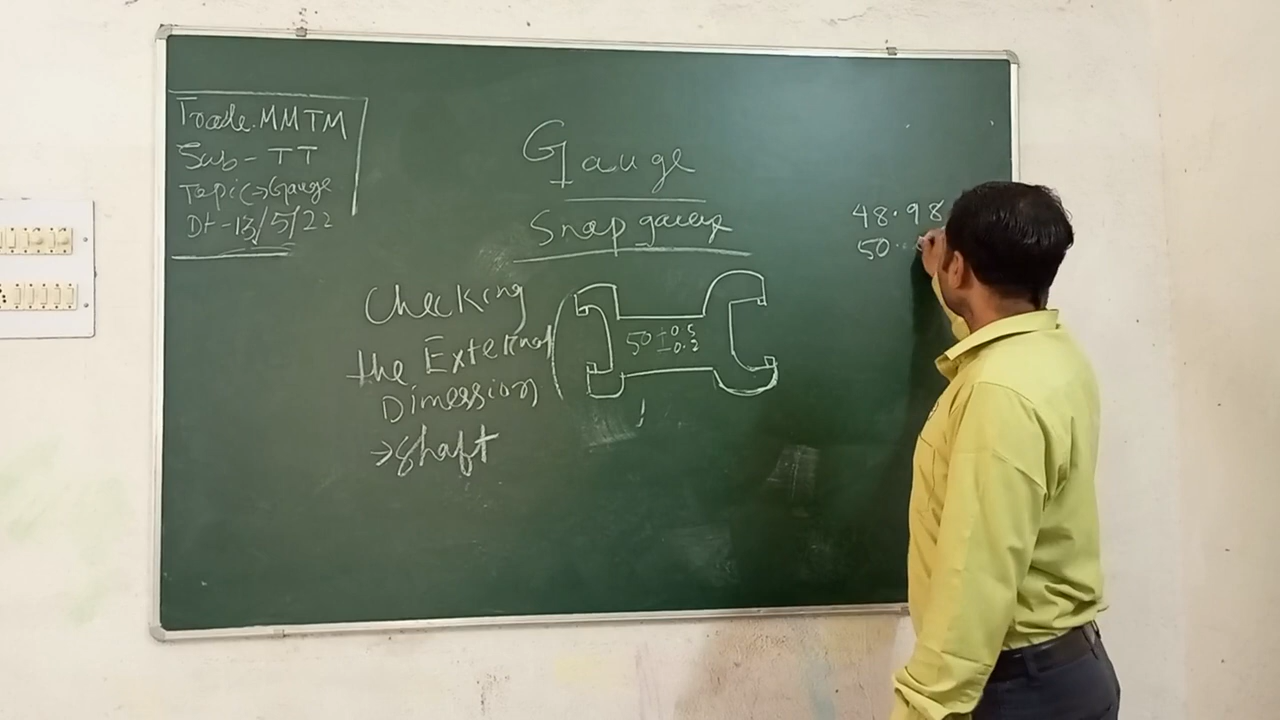 Trade. MMTM
Sub - TT
Topic → Gauge
Dt - 13/5/22
Gauge
Snap gauge
Checking
the External
Dimession
→ shaft
50 +0.5
-0.2
48.98
50.